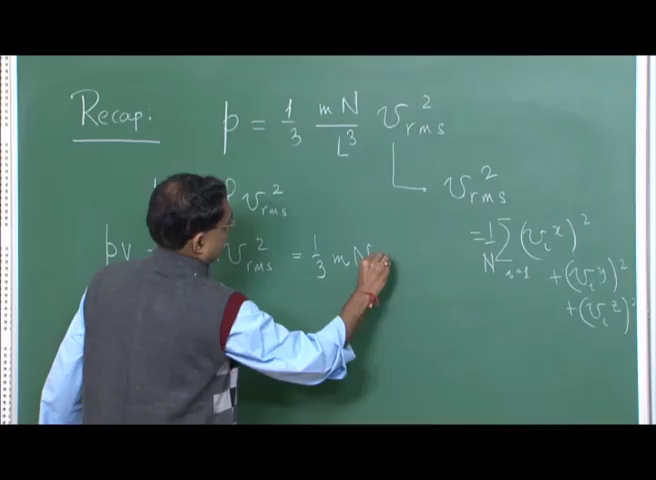 Recap: p = 1/3 mN/L³ v_rms²
v_rms²
ρ v_rms²
= 1/N Σ_{i=1} (v_i^x)²
pV v_rms² = 1/3 m N
+ (v_i^y)²
+ (v_i^z)²